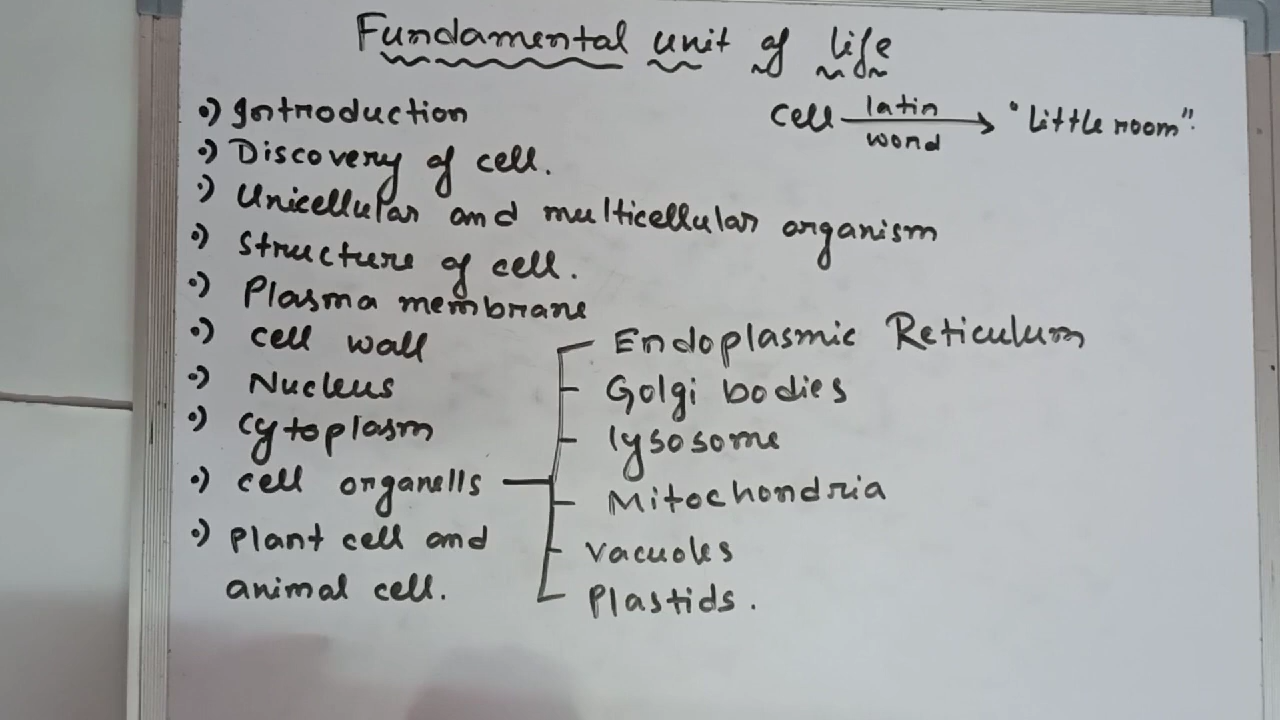 Fundamental unit of life
•) Introduction
cell latin word → "Little room".
•) Discovery of cell.
•) Unicellular and multicellular organism
•) Structure of cell.
•) Plasma membrane
•) cell wall
•) Nucleus
•) Cytoplasm
•) cell organells
Endoplasmic Reticulum
Golgi bodies
lysosome
Mitochondria
vacuoles
Plastids.
•) Plant cell and
animal cell.